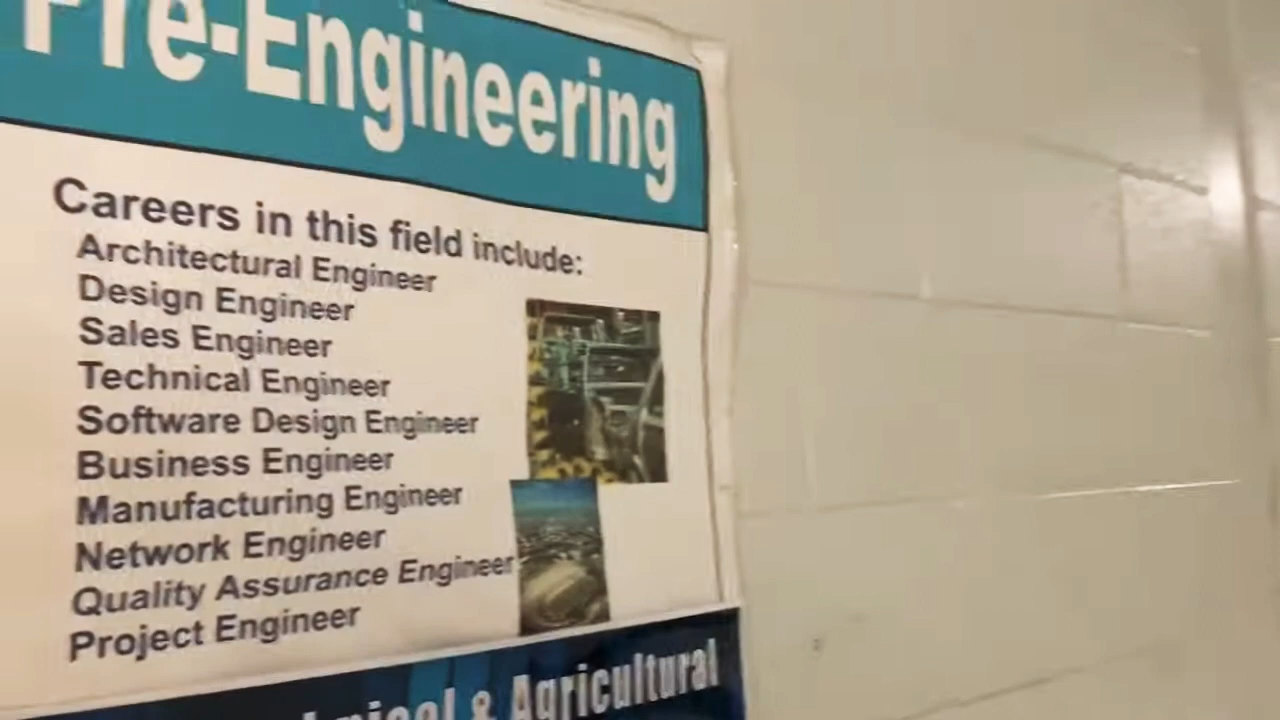 Pre-Engineering
Careers in this field include:
Architectural Engineer
Design Engineer
Sales Engineer
Technical Engineer
Software Design Engineer
Business Engineer
Manufacturing Engineer
Network Engineer
Quality Assurance Engineer
Project Engineer
& Agricultural